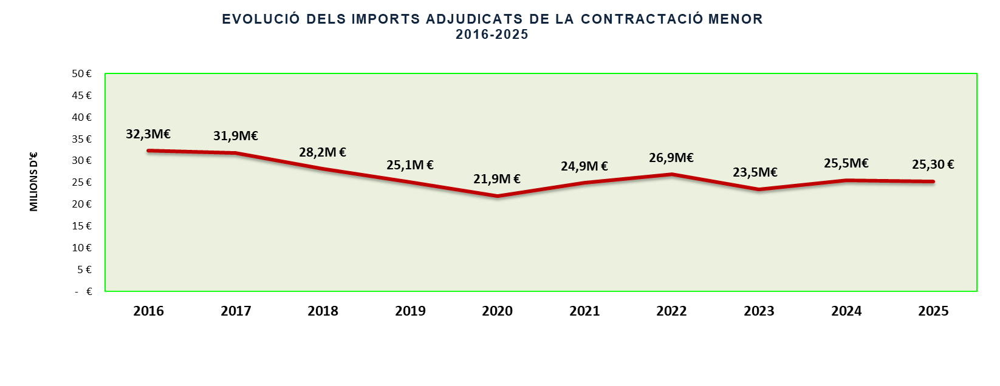 EVOLUCIÓ DELS IMPORTS ADJUDICATS DE LA CONTRACTACIÓ MENOR
2016-2025
50 €
45 €
40 €
35 €
30 €
25 €
20 €
15 €
10 €
5 €
- €
MILIONS D'€
32,3M€
31,9M€
28,2M €
25,1M €
21,9M €
24,9M €
26,9M€
23,5M€
25,5M€
25,30 €
2016 2017 2018 2019 2020 2021 2022 2023 2024 2025